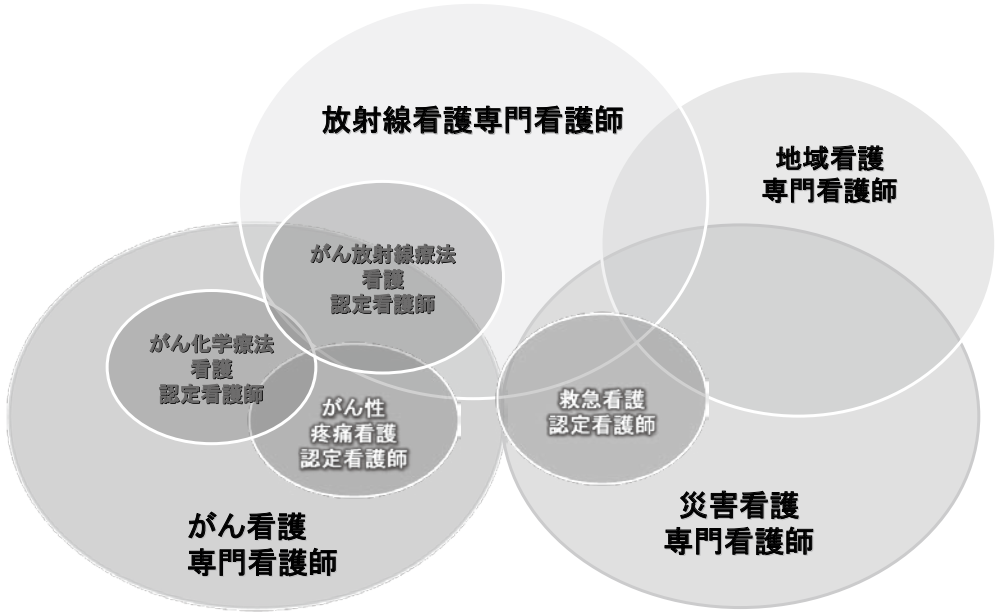 放射線看護専門看護師
地域看護
専門看護師
がん放射線療法
看護
認定看護師
がん化学療法
看護
認定看護師
がん性
疼痛看護
認定看護師
救急看護
認定看護師
災害看護
専門看護師
がん看護
専門看護師